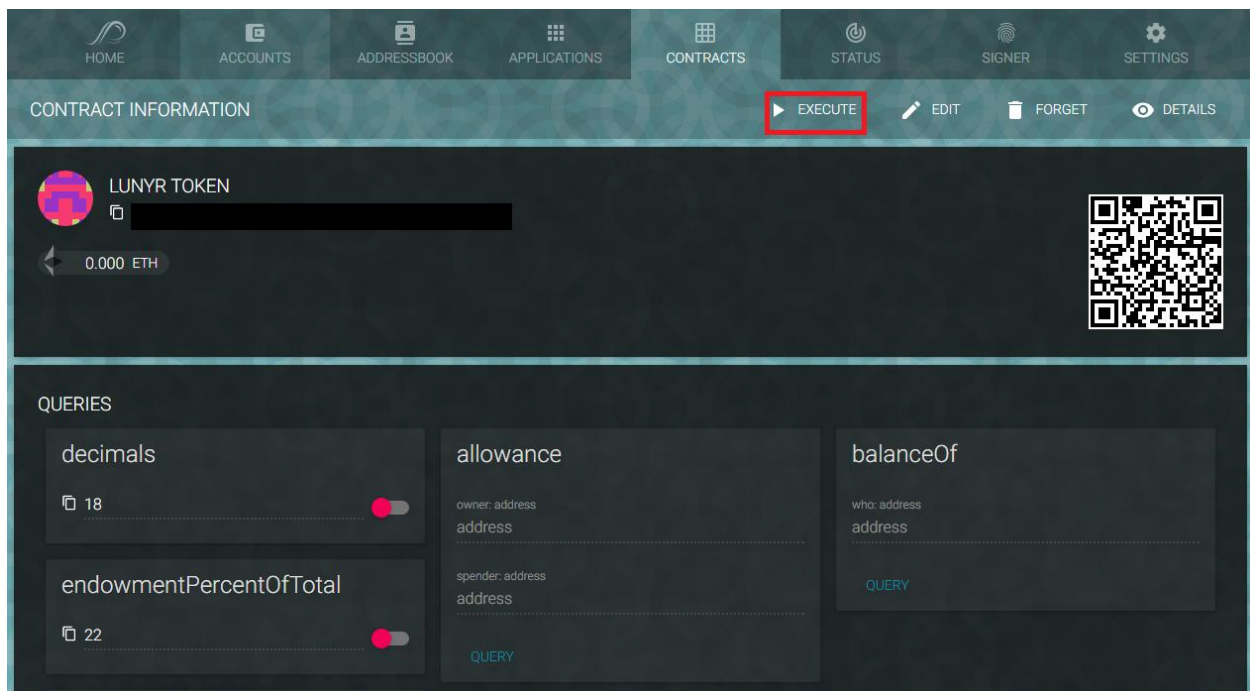 HOME ACCOUNTS ADDRESSBOOK APPLICATIONS CONTRACTS STATUS SIGNER SETTINGS
CONTRACT INFORMATION EXECUTE EDIT FORGET DETAILS
LUNYR TOKEN
0.000 ETH
QUERIES
decimals
18
endowmentPercentOfTotal
22
allowance
owner: address
address
spender: address
address
QUERY
balanceOf
who: address
address
QUERY